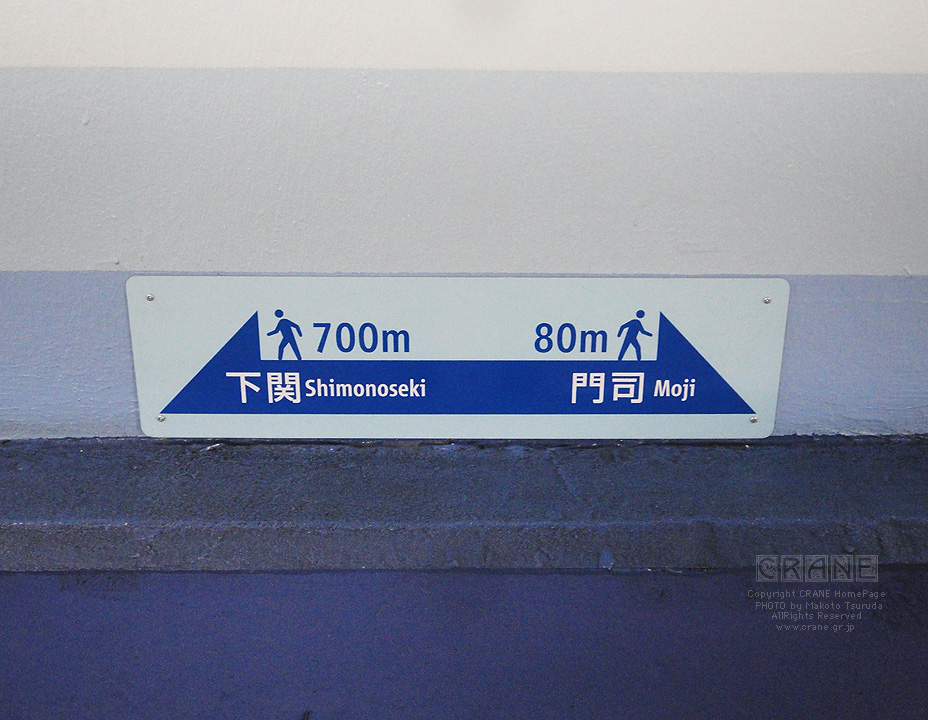 700m
80m
下関 Shimonoseki
門司 Moji
CRANE
Copyright CRANE HomePage
PHOTO by Makoto Tsuruda
AllRights Reserved.
www.crane.gr.jp